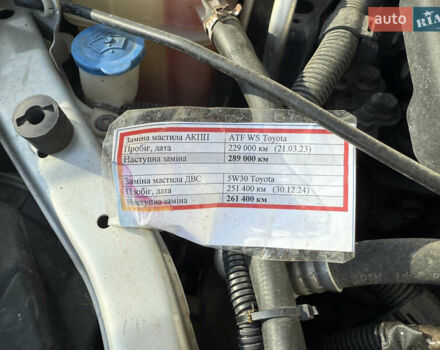 auto RIA
Заміна мастила АКПП ATF WS Toyota
Пробіг, дата 229 000 км (21.03.23)
Наступна заміна 289 000 км
Заміна мастила ДВС 5W30 Toyota
Пробіг, дата 251 400 км (30.12.24)
Наступна заміна 261 400 км